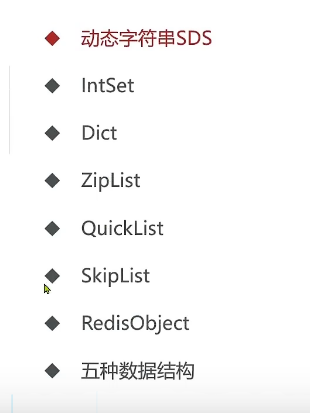 动态字符串SDS
IntSet
Dict
ZipList
QuickList
SkipList
RedisObject
五种数据结构